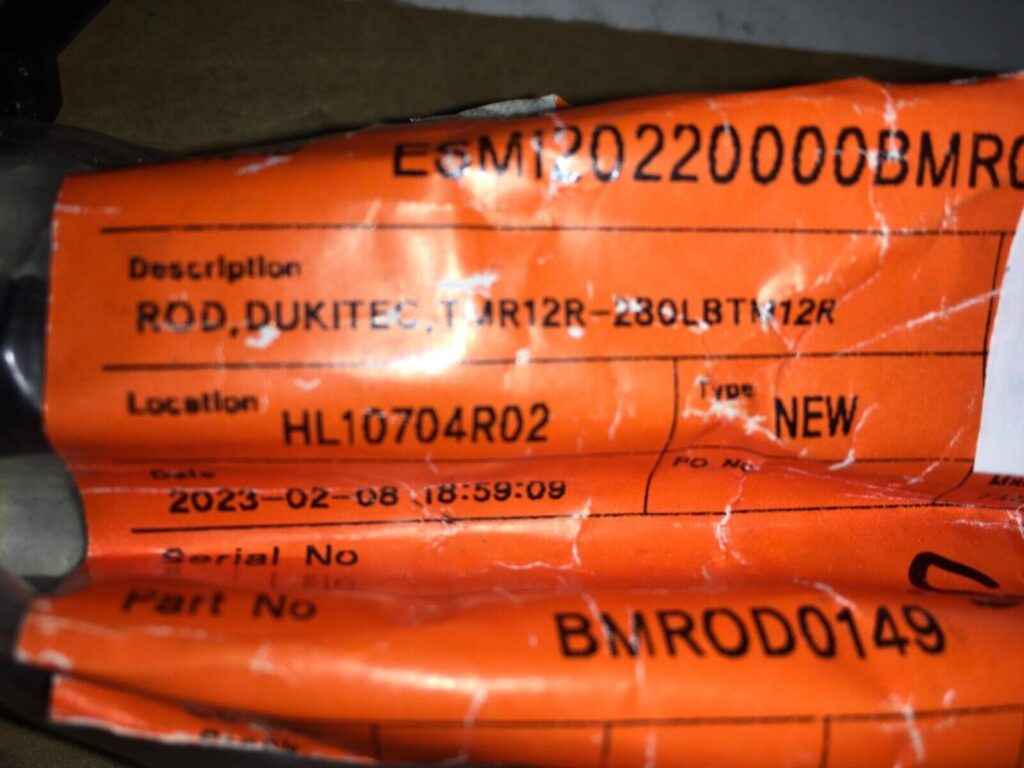 ESM120220000BMRO
Description
ROD,DUKITEC,TMR12R-280LBTM12R
Location HL10704R02 Type NEW
Date 2023-02-08 18:59:09 PO No
Serial No
Part No BMROD0149